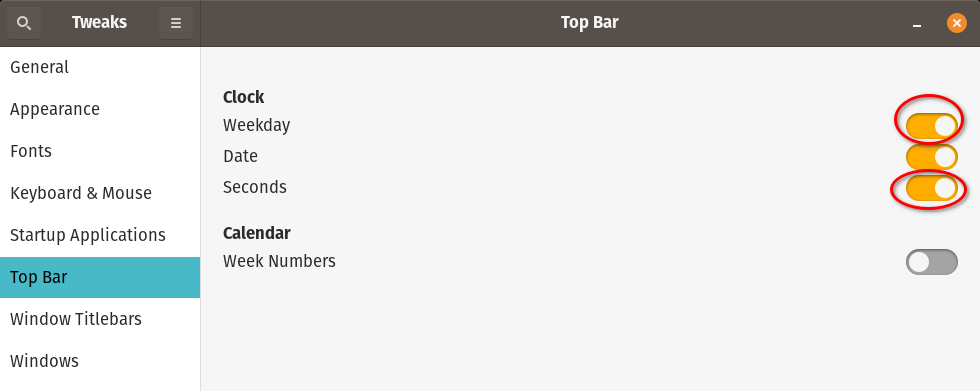 Tweaks
Top Bar
General
Appearance
Fonts
Keyboard & Mouse
Startup Applications
Top Bar
Window Titlebars
Windows
Clock
Weekday
Date
Seconds
Calendar
Week Numbers